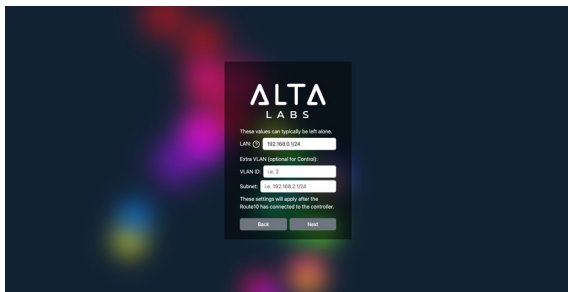 ALTA
LABS
These values can typically be left alone.
LAN: ? 192.168.0.1/24
Extra VLAN (optional for Control):
VLAN ID: i.e. 2
Subnet: i.e. 192.168.2.1/24
These settings will apply after the
Route10 has connected to the controller.
Back Next